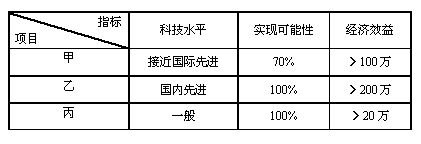 指标
项目
科技水平 实现可能性 经济效益
甲 接近国际先进 70% ＞100万
乙 国内先进 100% ＞200万
丙 一般 100% ＞20万